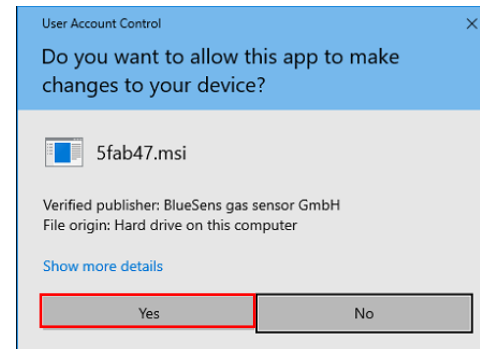 User Account Control
Do you want to allow this app to make
changes to your device?
5fab47.msi
Verified publisher: BlueSens gas sensor GmbH
File origin: Hard drive on this computer
Show more details
Yes
No